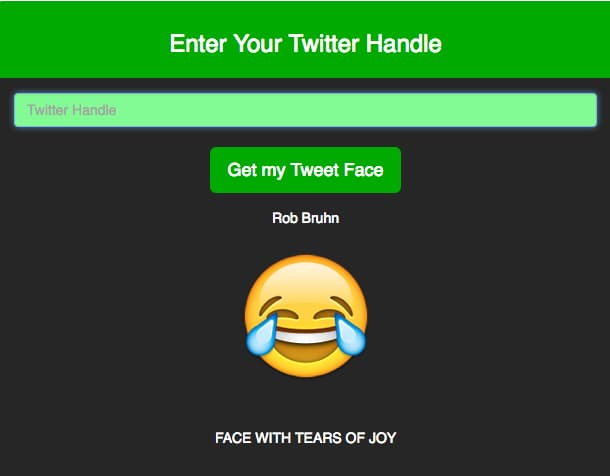 Enter Your Twitter Handle
Twitter Handle
Get my Tweet Face
Rob Bruhn
FACE WITH TEARS OF JOY